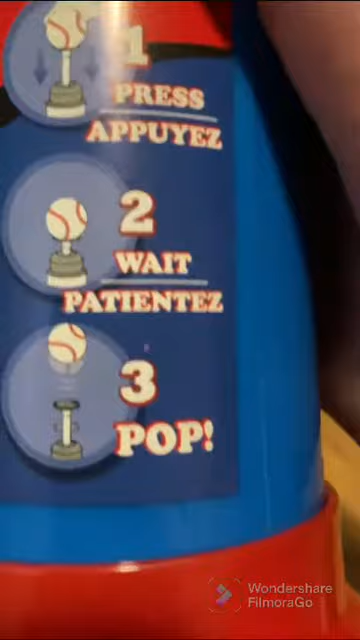 1
PRESS
APPUYEZ
2
WAIT
PATIENTEZ
3
POP!
Wondershare
FilmoraGo